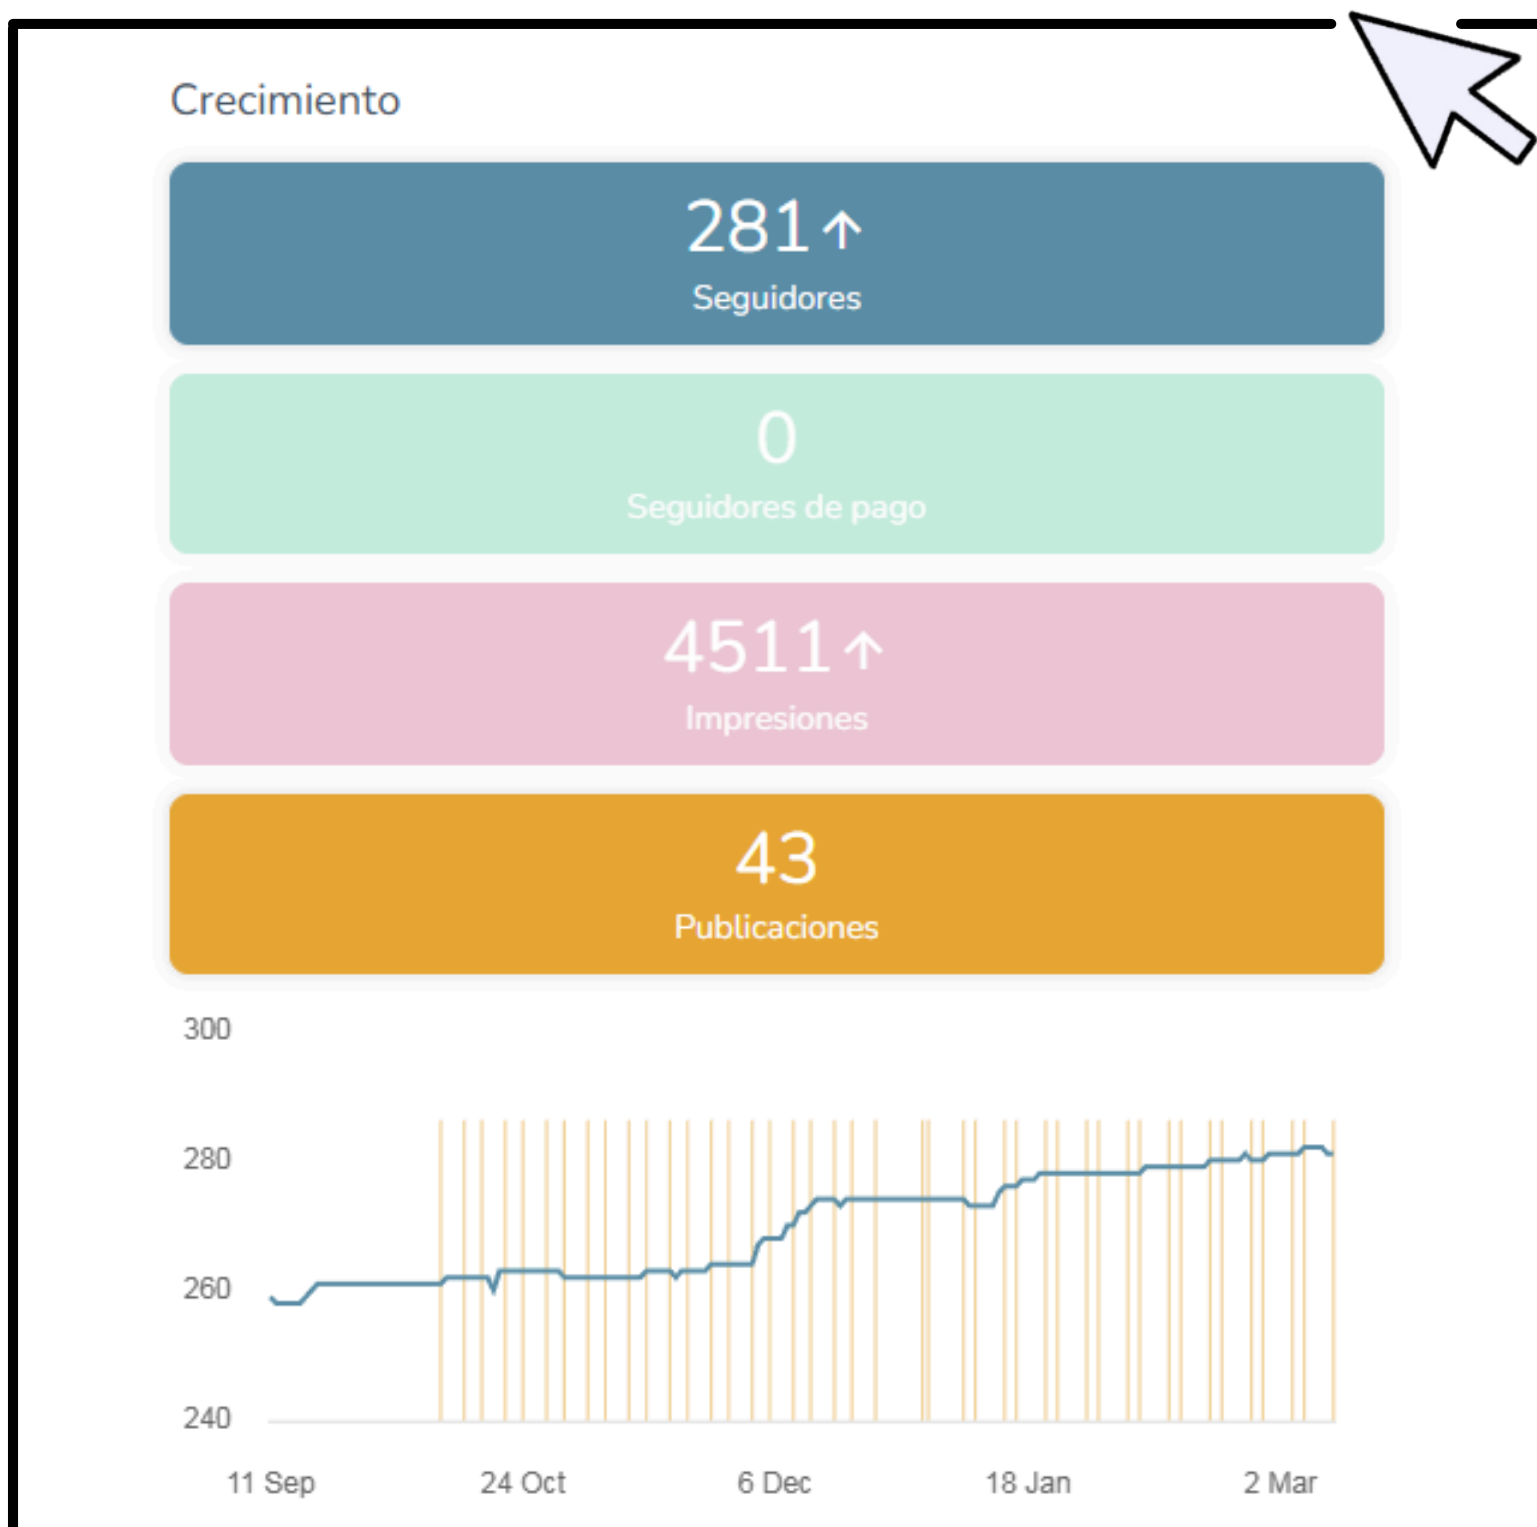 Crecimiento
281↑
Seguidores
0
Seguidores de pago
4511↑
Impresiones
43
Publicaciones
300
280
260
240
11 Sep 24 Oct 6 Dec 18 Jan 2 Mar